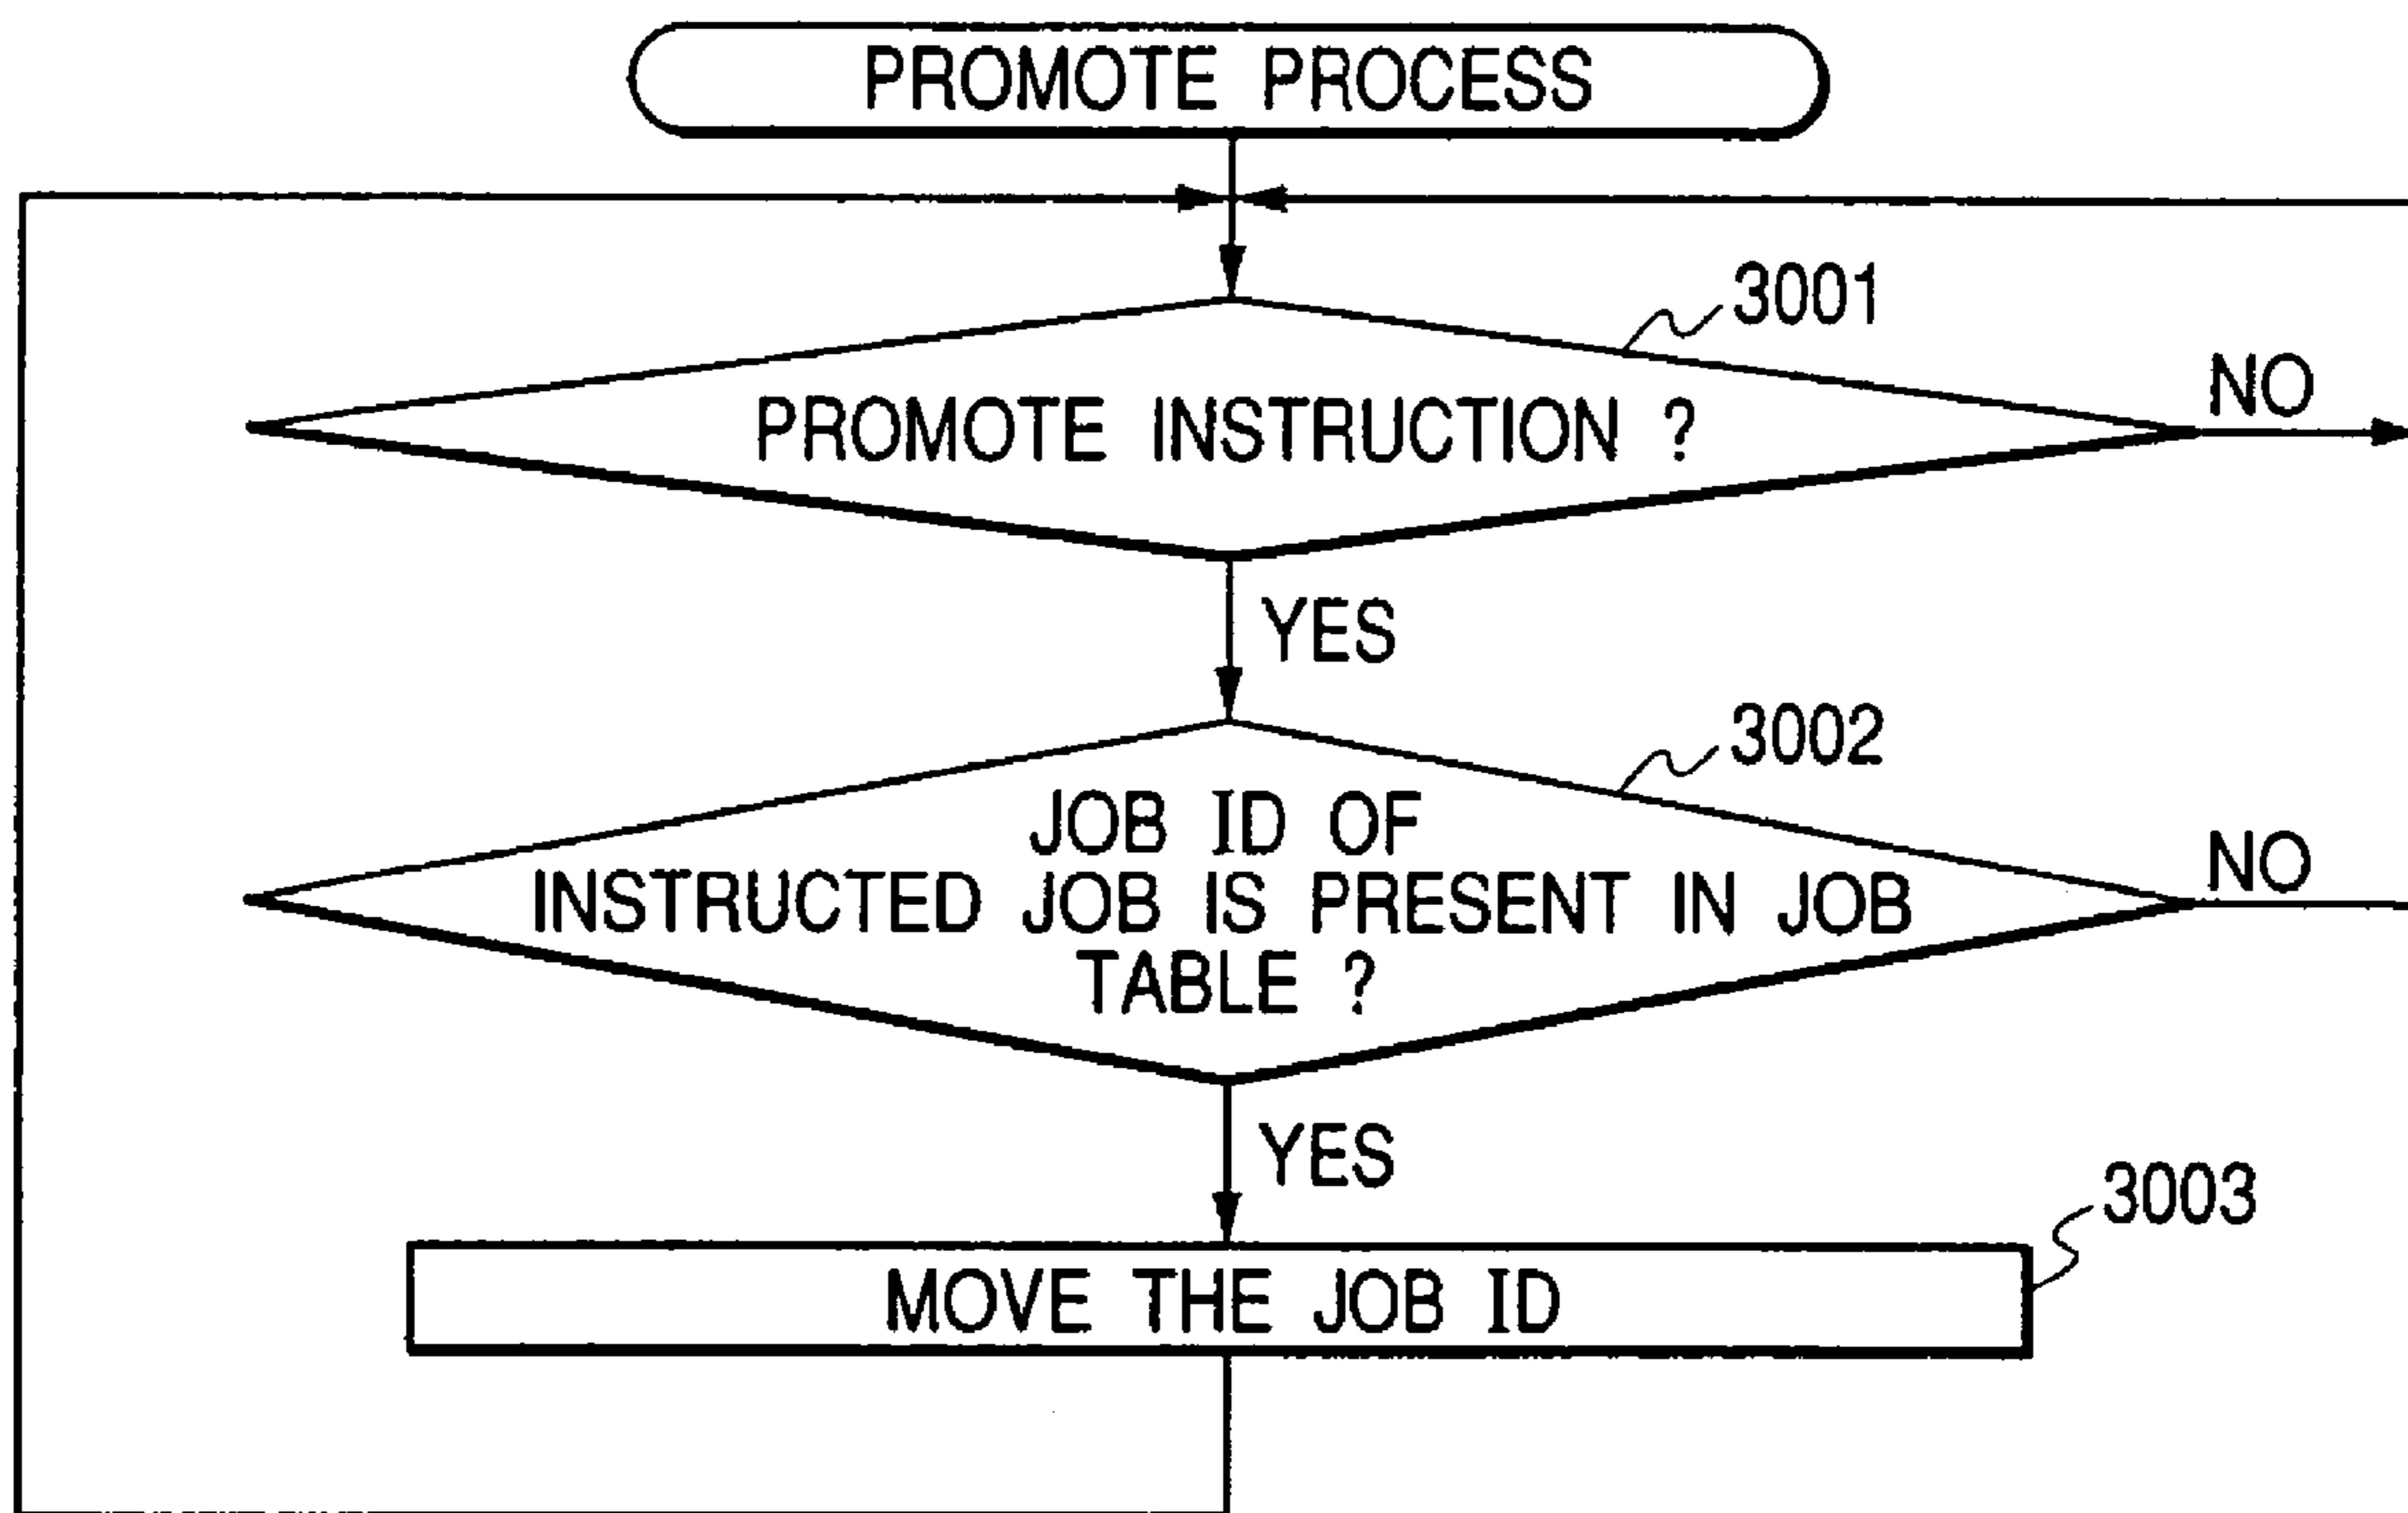 PROMOTE PROCESS
3001
NO
PROMOTE INSTRUCTION ?
YES
3002
JOB ID OF
NO
INSTRUCTED JOB IS PRESENT IN JOB
TABLE ?
YES
3003
MOVE THE JOB ID